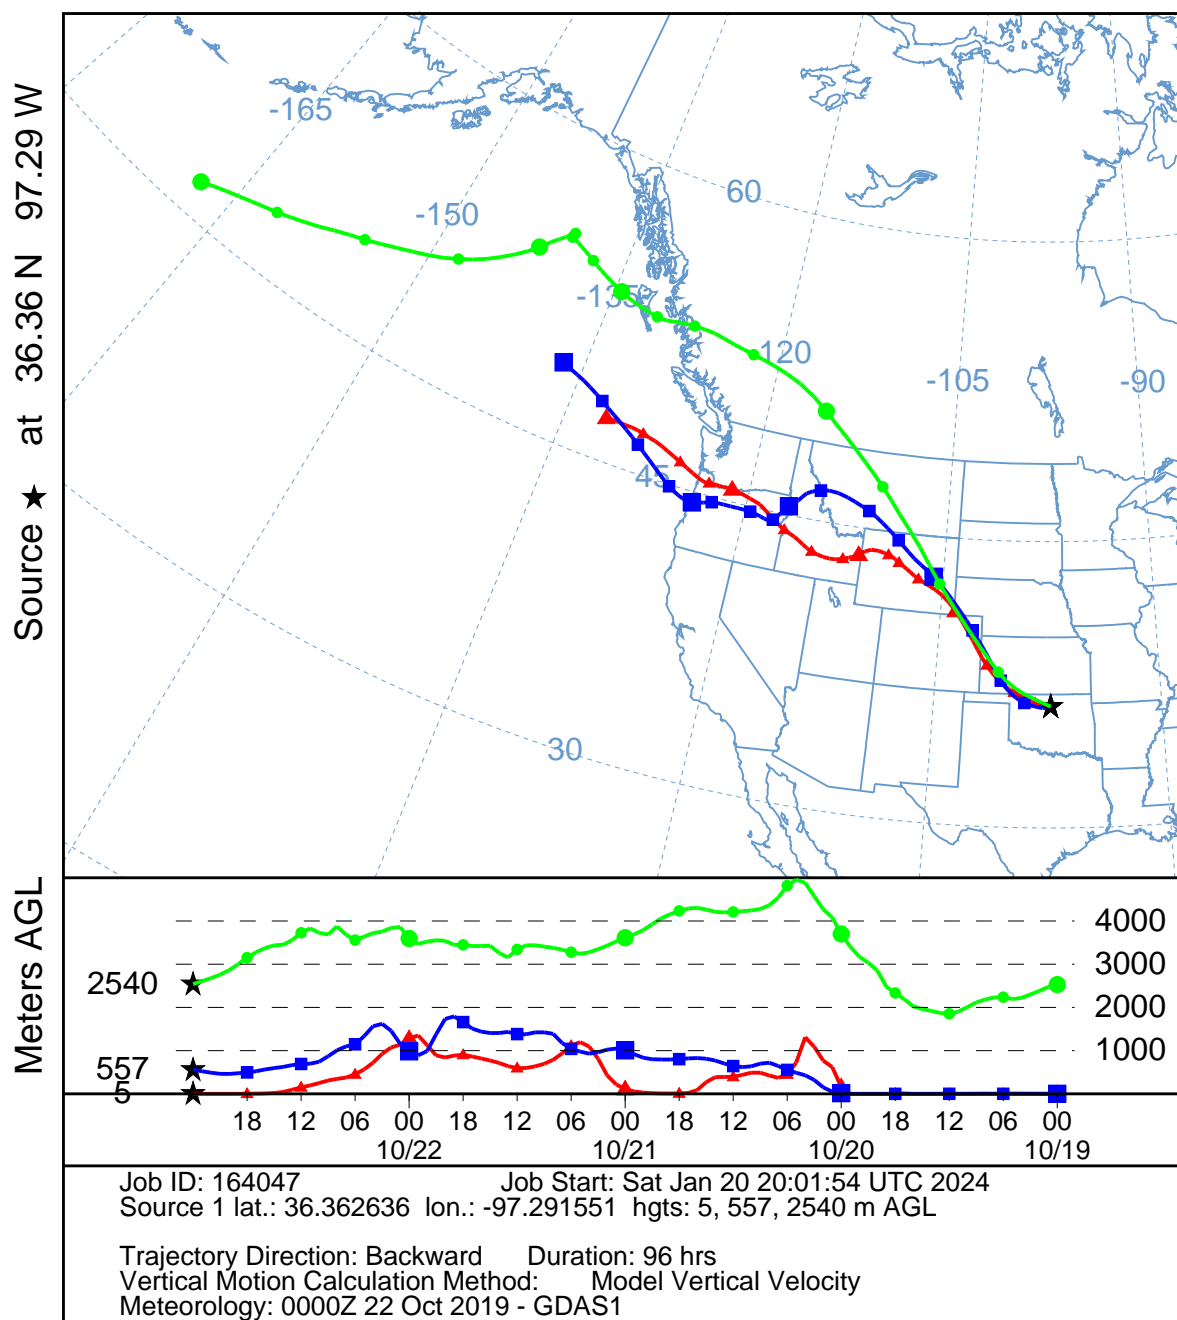 Source ★ at 36.36 N 97.29 W
-165
-150
60
-135
-120
-105
-90
45
30
Meters AGL
4000
3000
2540
2000
1000
557
5
18 12 06 00 18 12 06 00 18 12 06 00 18 12 06 00
10/22 10/21 10/20 10/19
Job ID: 164047 Job Start: Sat Jan 20 20:01:54 UTC 2024
Source 1 lat.: 36.362636 lon.: -97.291551 hgts: 5, 557, 2540 m AGL
Trajectory Direction: Backward Duration: 96 hrs
Vertical Motion Calculation Method: Model Vertical Velocity
Meteorology: 0000Z 22 Oct 2019 - GDAS1